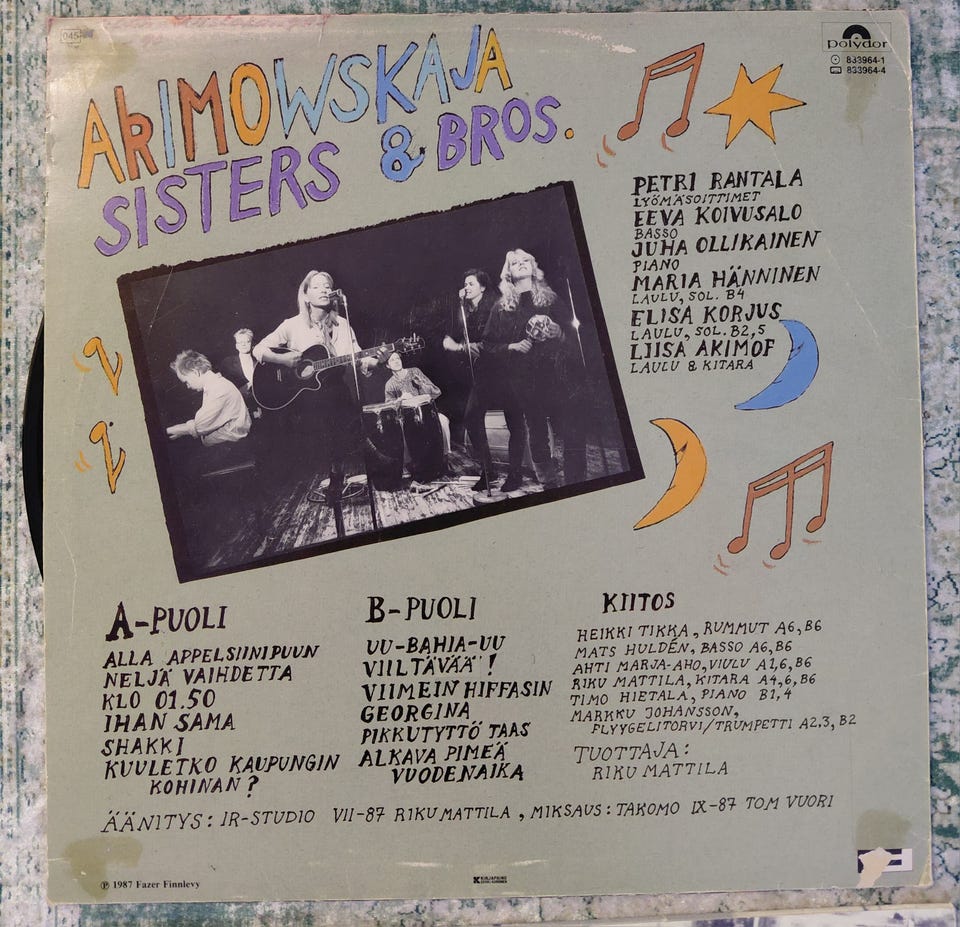 045
polydor
833964-1
833964-4
AKIMOWSKAJA
SISTERS & BROS.
PETRI RANTALA
LYÖMÄSOITTIMET
EEVA KOIVUSALO
BASSO
JUHA OLLIKAINEN
PIANO
MARIA HÄNNINEN
LAULU, SOL. B4
ELISA KORJUS
LAULU, SOL. B2,5
LIISA AKIMOF
LAULU & KITARA
A-PUOLI
ALLA APPELSIINIPUUN
NELJÄ VAIHDETTA
KLO 01.50
IHAN SAMA
SHAKKI
KUULETKO KAUPUNGIN
KOHINAN?
B-PUOLI
UU-BAHIA-UU
VIILTÄVÄÄ!
VIIMEIN HIFFASIN
GEORGINA
PIKKUTYTTÖ TAAS
ALKAVA PIMEÄ
VUODENAIKA
KIITOS
HEIKKI TIKKA, RUMMUT A6, B6
MATS HULDÉN, BASSO A6, B6
AHTI MARJA-AHO, VIULU A1,6, B6
RIKU MATTILA, KITARA A4,6, B6
TIMO HIETALA, PIANO B1,4
MARKKU JOHANSSON,
FLYYGELITORVI/TRUMPETTI A2.3, B2
TUOTTAJA:
RIKU MATTILA
ÄÄNITYS: JR-STUDIO VII-87 RIKU MATTILA, MIKSAUS: TAKOMO IX-87 TOM VUORI
℗ 1987 Fazer Finnlevy
KIRJAPAINO